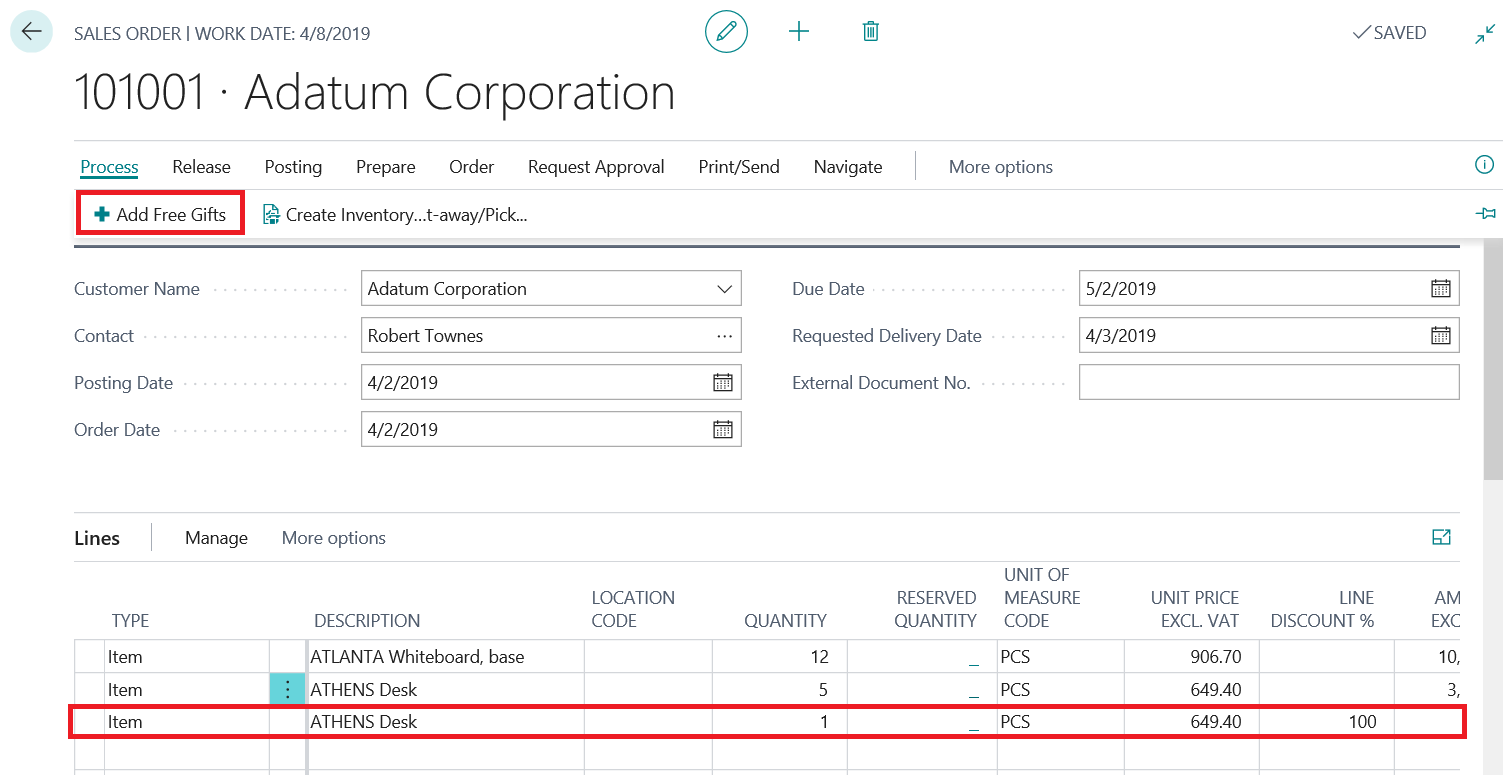 SALES ORDER | WORK DATE: 4/8/2019
SAVED
101001 · Adatum Corporation
Process Release Posting Prepare Order Request Approval Print/Send Navigate More options
Add Free Gifts Create Inventory...t-away/Pick...
Customer Name Adatum Corporation Due Date 5/2/2019
Contact Robert Townes Requested Delivery Date 4/3/2019
Posting Date 4/2/2019 External Document No.
Order Date 4/2/2019
Lines Manage More options
TYPE DESCRIPTION LOCATION CODE QUANTITY RESERVED QUANTITY UNIT OF MEASURE CODE UNIT PRICE EXCL. VAT LINE DISCOUNT % AM EXC
Item ATLANTA Whiteboard, base 12 _ PCS 906.70 10,
Item ATHENS Desk 5 _ PCS 649.40 3,
Item ATHENS Desk 1 _ PCS 649.40 100